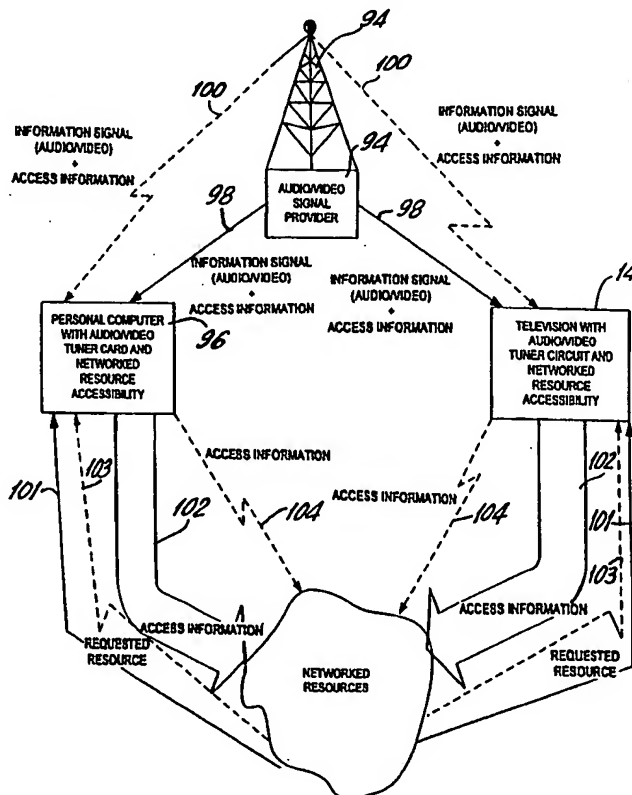 94
100
100
INFORMATION SIGNAL
(AUDIO/VIDEO)
+
ACCESS INFORMATION
INFORMATION SIGNAL
(AUDIO/VIDEO)
+
ACCESS INFORMATION
94
AUDIO/VIDEO
SIGNAL
PROVIDER
98
98
INFORMATION SIGNAL
(AUDIO/VIDEO)
+
ACCESS INFORMATION
INFORMATION SIGNAL
(AUDIO/VIDEO)
+
ACCESS INFORMATION
PERSONAL COMPUTER
WITH AUDIO/VIDEO
TUNER CARD AND
NETWORKED
RESOURCE
ACCESSIBILITY
96
14
TELEVISION WITH
AUDIO/VIDEO
TUNER CIRCUIT AND
NETWORKED
RESOURCE
ACCESSIBILITY
101
103
102
ACCESS INFORMATION
104
ACCESS INFORMATION
104
102
101
103
ACCESS INFORMATION
REQUESTED
RESOURCE
NETWORKED
RESOURCES
ACCESS INFORMATION
REQUESTED
RESOURCE